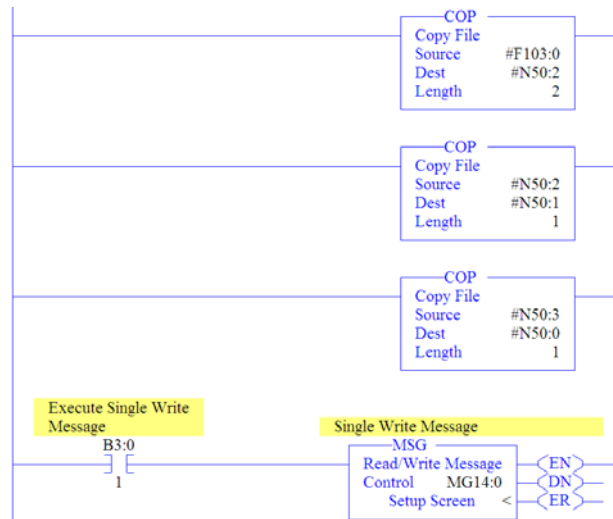 COP
Copy File
Source #F103:0
Dest #N50:2
Length 2
COP
Copy File
Source #N50:2
Dest #N50:1
Length 1
COP
Copy File
Source #N50:3
Dest #N50:0
Length 1
Execute Single Write
Message
B3:0
1
Single Write Message
MSG
Read/Write Message
Control MG14:0
Setup Screen <
EN
DN
ER